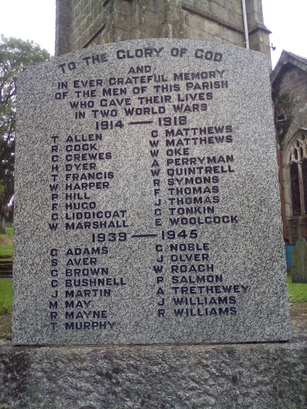 TO THE GLORY OF GOD
AND
IN EVER GRATEFUL MEMORY
OF THE MEN OF THIS PARISH
WHO GAVE THEIR LIVES
IN TWO WORLD WARS
1914 — 1918
T ALLEN
R COCK
C CREWES
H DYER
T FRANCIS
W HARPER
P HILL
F HUGO
C LIDDICOAT
W MARSHALL
C MATTHEWS
W MATTHEWS
W OKE
A PERRYMAN
W QUINTRELL
R SYMONS
F THOMAS
J THOMAS
C TONKIN
E WOOLCOCK
1939 — 1945
G ADAMS
S AVER
C BROWN
C BUSHNELL
J MARTIN
M MAY
R MAYNE
T MURPHY
G NOBLE
J OLVER
W ROACH
P SALMON
A TRETHEWEY
J WILLIAMS
R WILLIAMS